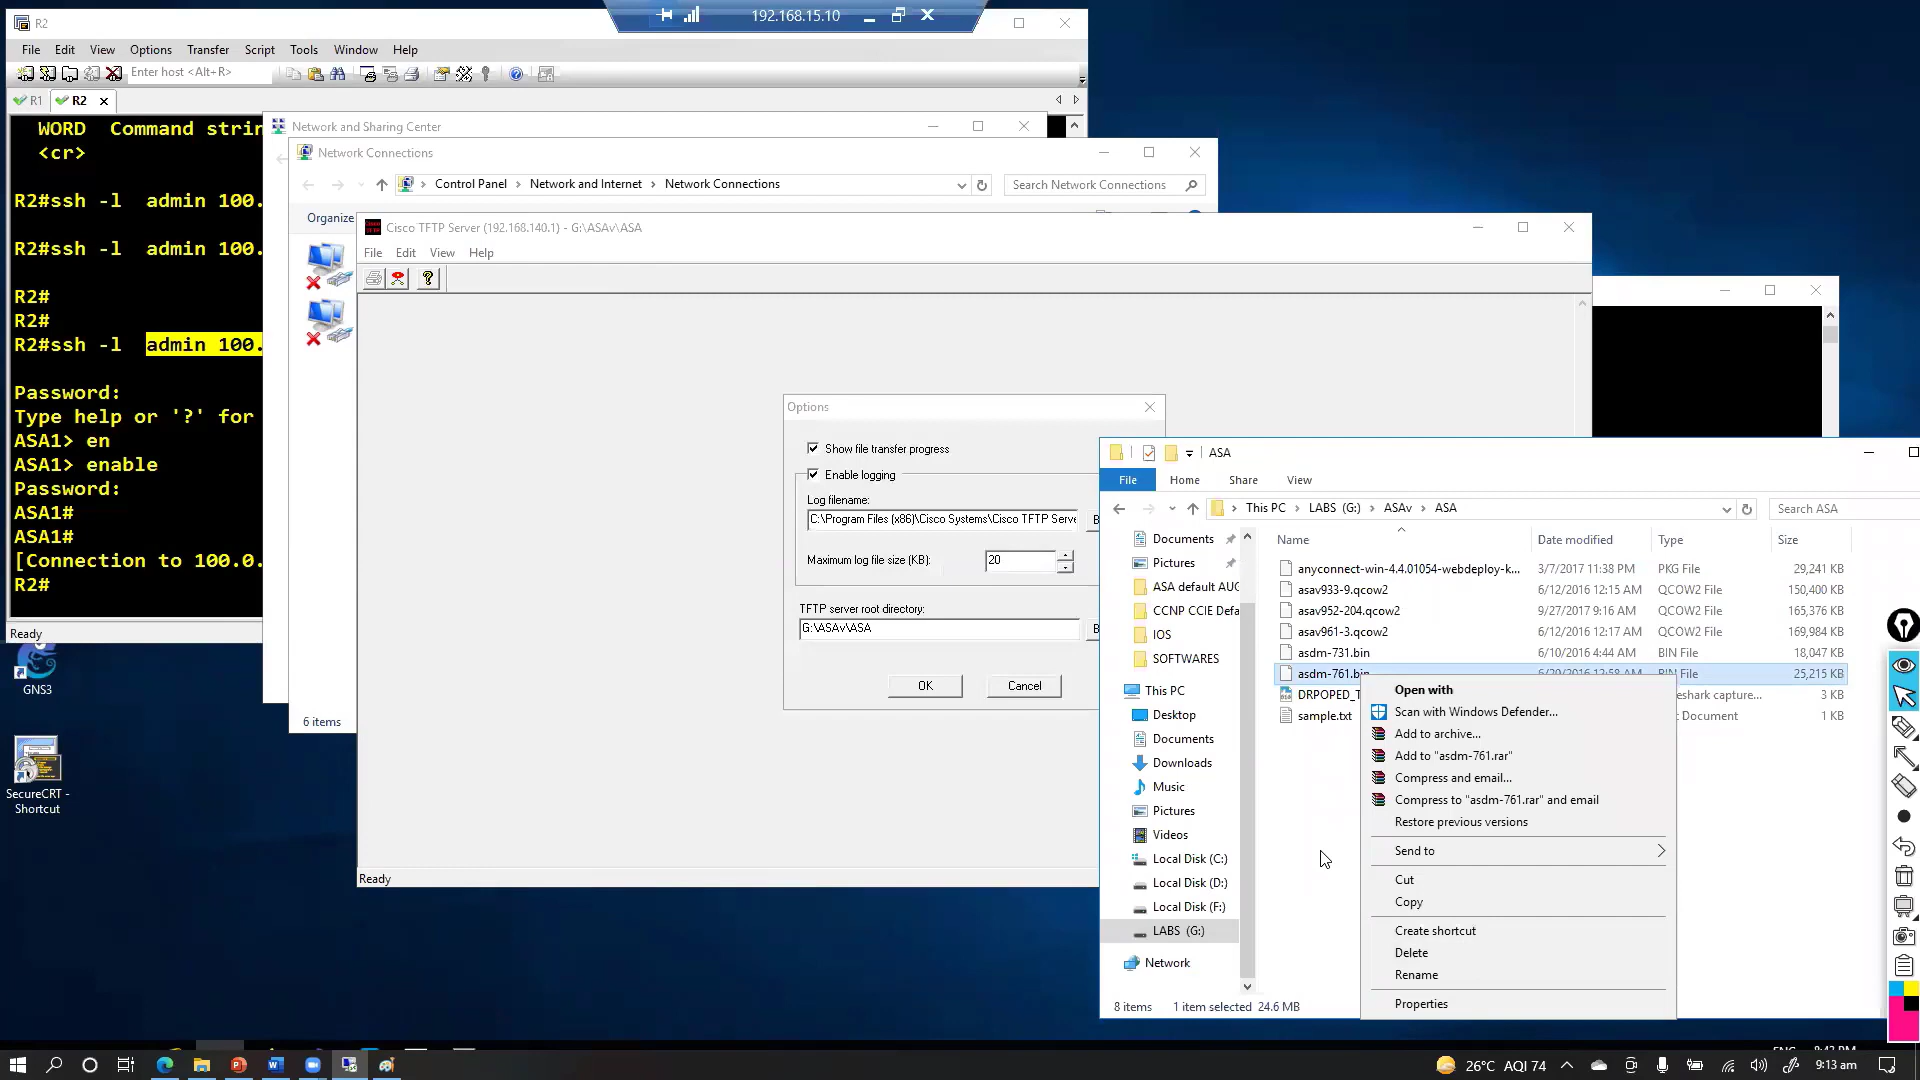 R2
192.168.15.10
File Edit View Options Transfer Script Tools Window Help
Enter host <Alt+R>
R1 R2
WORD Command strin
<cr>
R2#ssh -l admin 100.
R2#ssh -l admin 100.
R2#
R2#
R2#ssh -l admin 100.
Password:
Type help or '?' for
ASA1> en
ASA1> enable
Password:
ASA1#
ASA1#
[Connection to 100.0.
R2#
Ready
Network and Sharing Center
Network Connections
Control Panel Network and Internet Network Connections
Search Network Connections
Organize
6 items
Cisco TFTP Server (192.168.140.1) - G:\ASAv\ASA
File Edit View Help
Ready
Options
Show file transfer progress
Enable logging
Log filename:
C:\Program Files (x86)\Cisco Systems\Cisco TFTP Serve
Maximum log file size (KB):
20
TFTP server root directory:
G:\ASAv\ASA
OK Cancel
ASA
File Home Share View
This PC LABS (G:) ASAv ASA
Search ASA
Documents
Pictures
ASA default AUG
CCNP CCIE Defa
IOS
SOFTWARES
This PC
Desktop
Documents
Downloads
Music
Pictures
Videos
Local Disk (C:)
Local Disk (D:)
Local Disk (F:)
LABS (G:)
Network
Name Date modified Type Size
anyconnect-win-4.4.01054-webdeploy-k... 3/7/2017 11:38 PM PKG File 29,241 KB
asav933-9.qcow2 6/12/2016 12:15 AM QCOW2 File 150,400 KB
asav952-204.qcow2 9/27/2017 9:16 AM QCOW2 File 165,376 KB
asav961-3.qcow2 6/12/2016 12:17 AM QCOW2 File 169,984 KB
asdm-731.bin 6/10/2016 4:44 AM BIN File 18,047 KB
asdm-761.bin 6/20/2016 12:58 AM BIN File 25,215 KB
DRPOPED_T eshark capture... 3 KB
sample.txt t Document 1 KB
Open with
Scan with Windows Defender...
Add to archive...
Add to "asdm-761.rar"
Compress and email...
Compress to "asdm-761.rar" and email
Restore previous versions
Send to
Cut
Copy
Create shortcut
Delete
Rename
Properties
8 items 1 item selected 24.6 MB
GNS3
SecureCRT -
Shortcut
26°C AQI 74
9:13 am